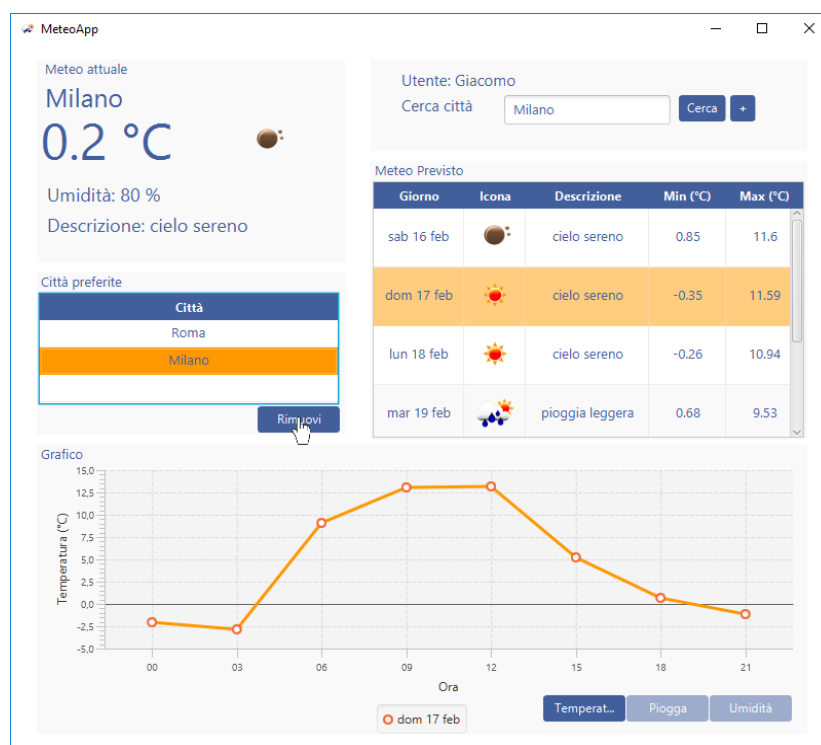 MeteoApp
Meteo attuale
Milano
0.2 °C
Umidità: 80 %
Descrizione: cielo sereno
Utente: Giacomo
Cerca città Milano Cerca +
Meteo Previsto
Giorno Icona Descrizione Min (°C) Max (°C)
sab 16 feb cielo sereno 0.85 11.6
dom 17 feb cielo sereno -0.35 11.59
lun 18 feb cielo sereno -0.26 10.94
mar 19 feb pioggia leggera 0.68 9.53
Città preferite
Città
Roma
Milano
Rimuovi
Grafico
Temperatura (°C)
15,0
12,5
10,0
7,5
5,0
2,5
0,0
-2,5
-5,0
00 03 06 09 12 15 18 21
Ora
dom 17 feb
Temperat... Piogga Umidità